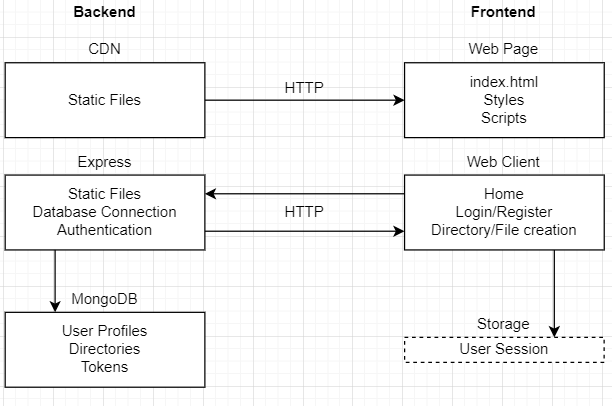 Backend
Frontend
CDN
Web Page
Static Files
HTTP
index.html
Styles
Scripts
Express
Web Client
Static Files
Database Connection
Authentication
HTTP
Home
Login/Register
Directory/File creation
MongoDB
User Profiles
Directories
Tokens
Storage
User Session